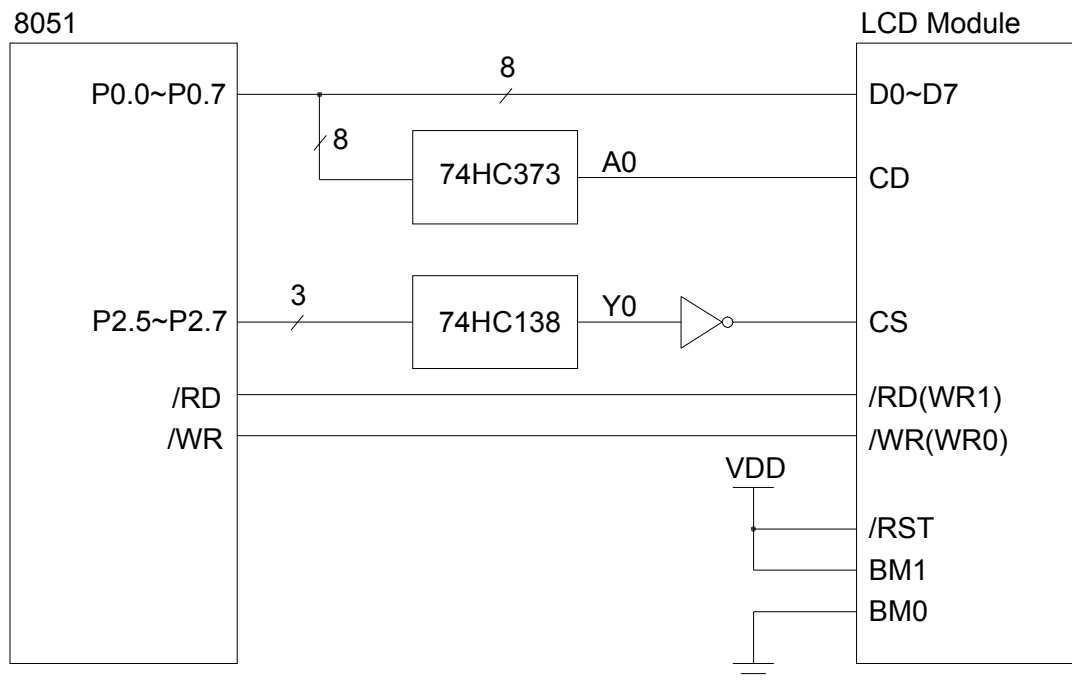 8051
LCD Module
P0.0~P0.7
8
D0~D7
8
74HC373
A0
CD
P2.5~P2.7
3
74HC138
Y0
CS
/RD
/RD(WR1)
/WR
/WR(WR0)
VDD
/RST
BM1
BM0